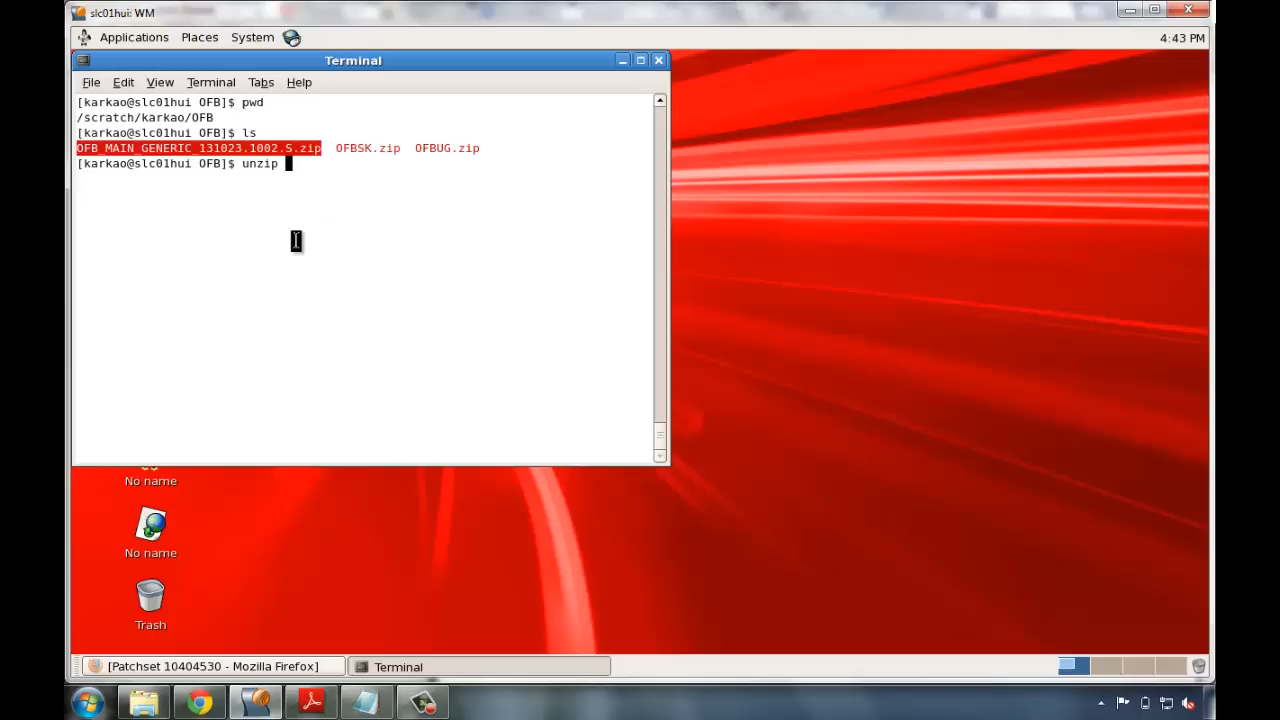 slc01hui: WM
Applications Places System
4:43 PM
Terminal
File Edit View Terminal Tabs Help
[karkao@slc01hui OFB]$ pwd
/scratch/karkao/OFB
[karkao@slc01hui OFB]$ ls
OFB_MAIN_GENERIC_131023.1002.S.zip OFBSK.zip OFBUG.zip
[karkao@slc01hui OFB]$ unzip
No name
No name
Trash
[Patchset 10404530 - Mozilla Firefox] Terminal